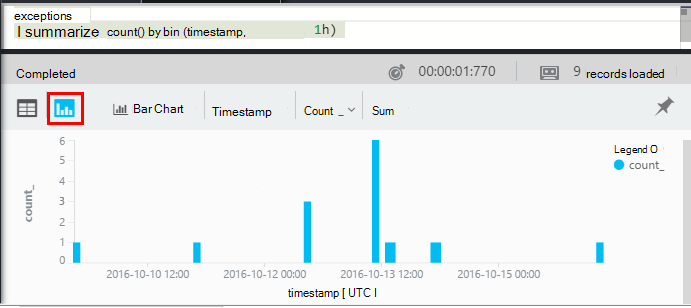 exceptions
I summarize count() by bin (timestamp, 1h)
Completed 00:00:01:770 9 records loaded
Bar Chart Timestamp Count _ Sum
6
5
4
3
2
1
0
count_
Legend O
count_
2016-10-10 12:00 2016-10-12 00:00 2016-10-13 12:00 2016-10-15 00:00
timestamp [ UTC I